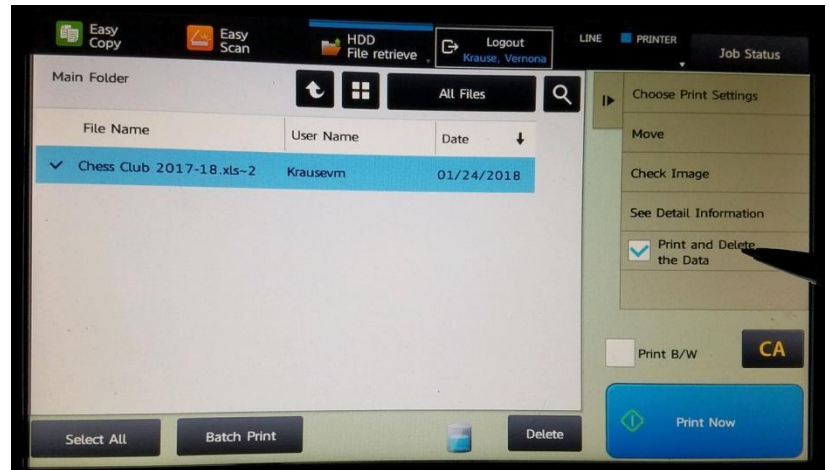 Easy
Copy
Easy
Scan
HDD
File retrieve
Logout
Krause, Vernona
LINE
PRINTER
Job Status
Main Folder
All Files
File Name
User Name
Date
Chess Club 2017-18.xls~2
Krausevm
01/24/2018
Choose Print Settings
Move
Check Image
See Detail Information
Print and Delete
the Data
Print B/W
CA
Print Now
Select All
Batch Print
Delete